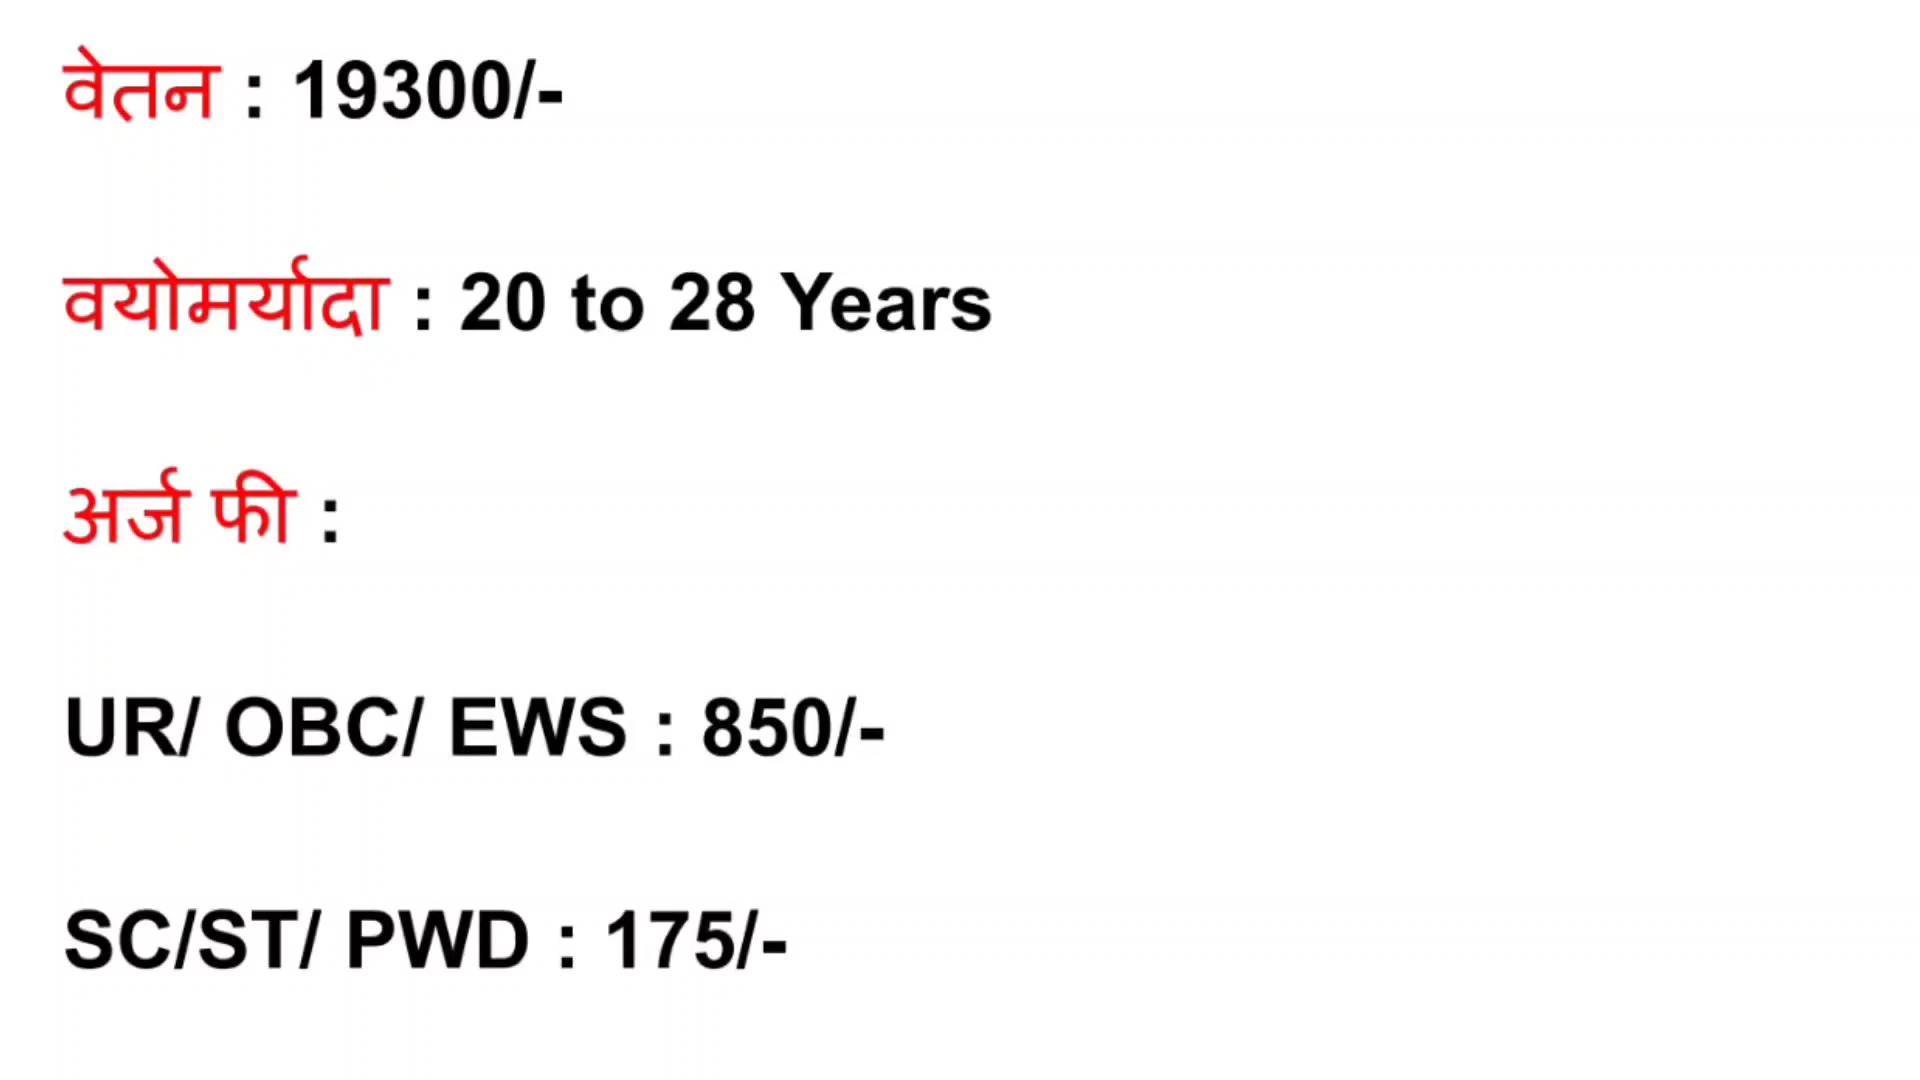 वेतन : 19300/-
वयोमर्यादा : 20 to 28 Years
अर्ज फी :
UR/ OBC/ EWS : 850/-
SC/ST/ PWD : 175/-